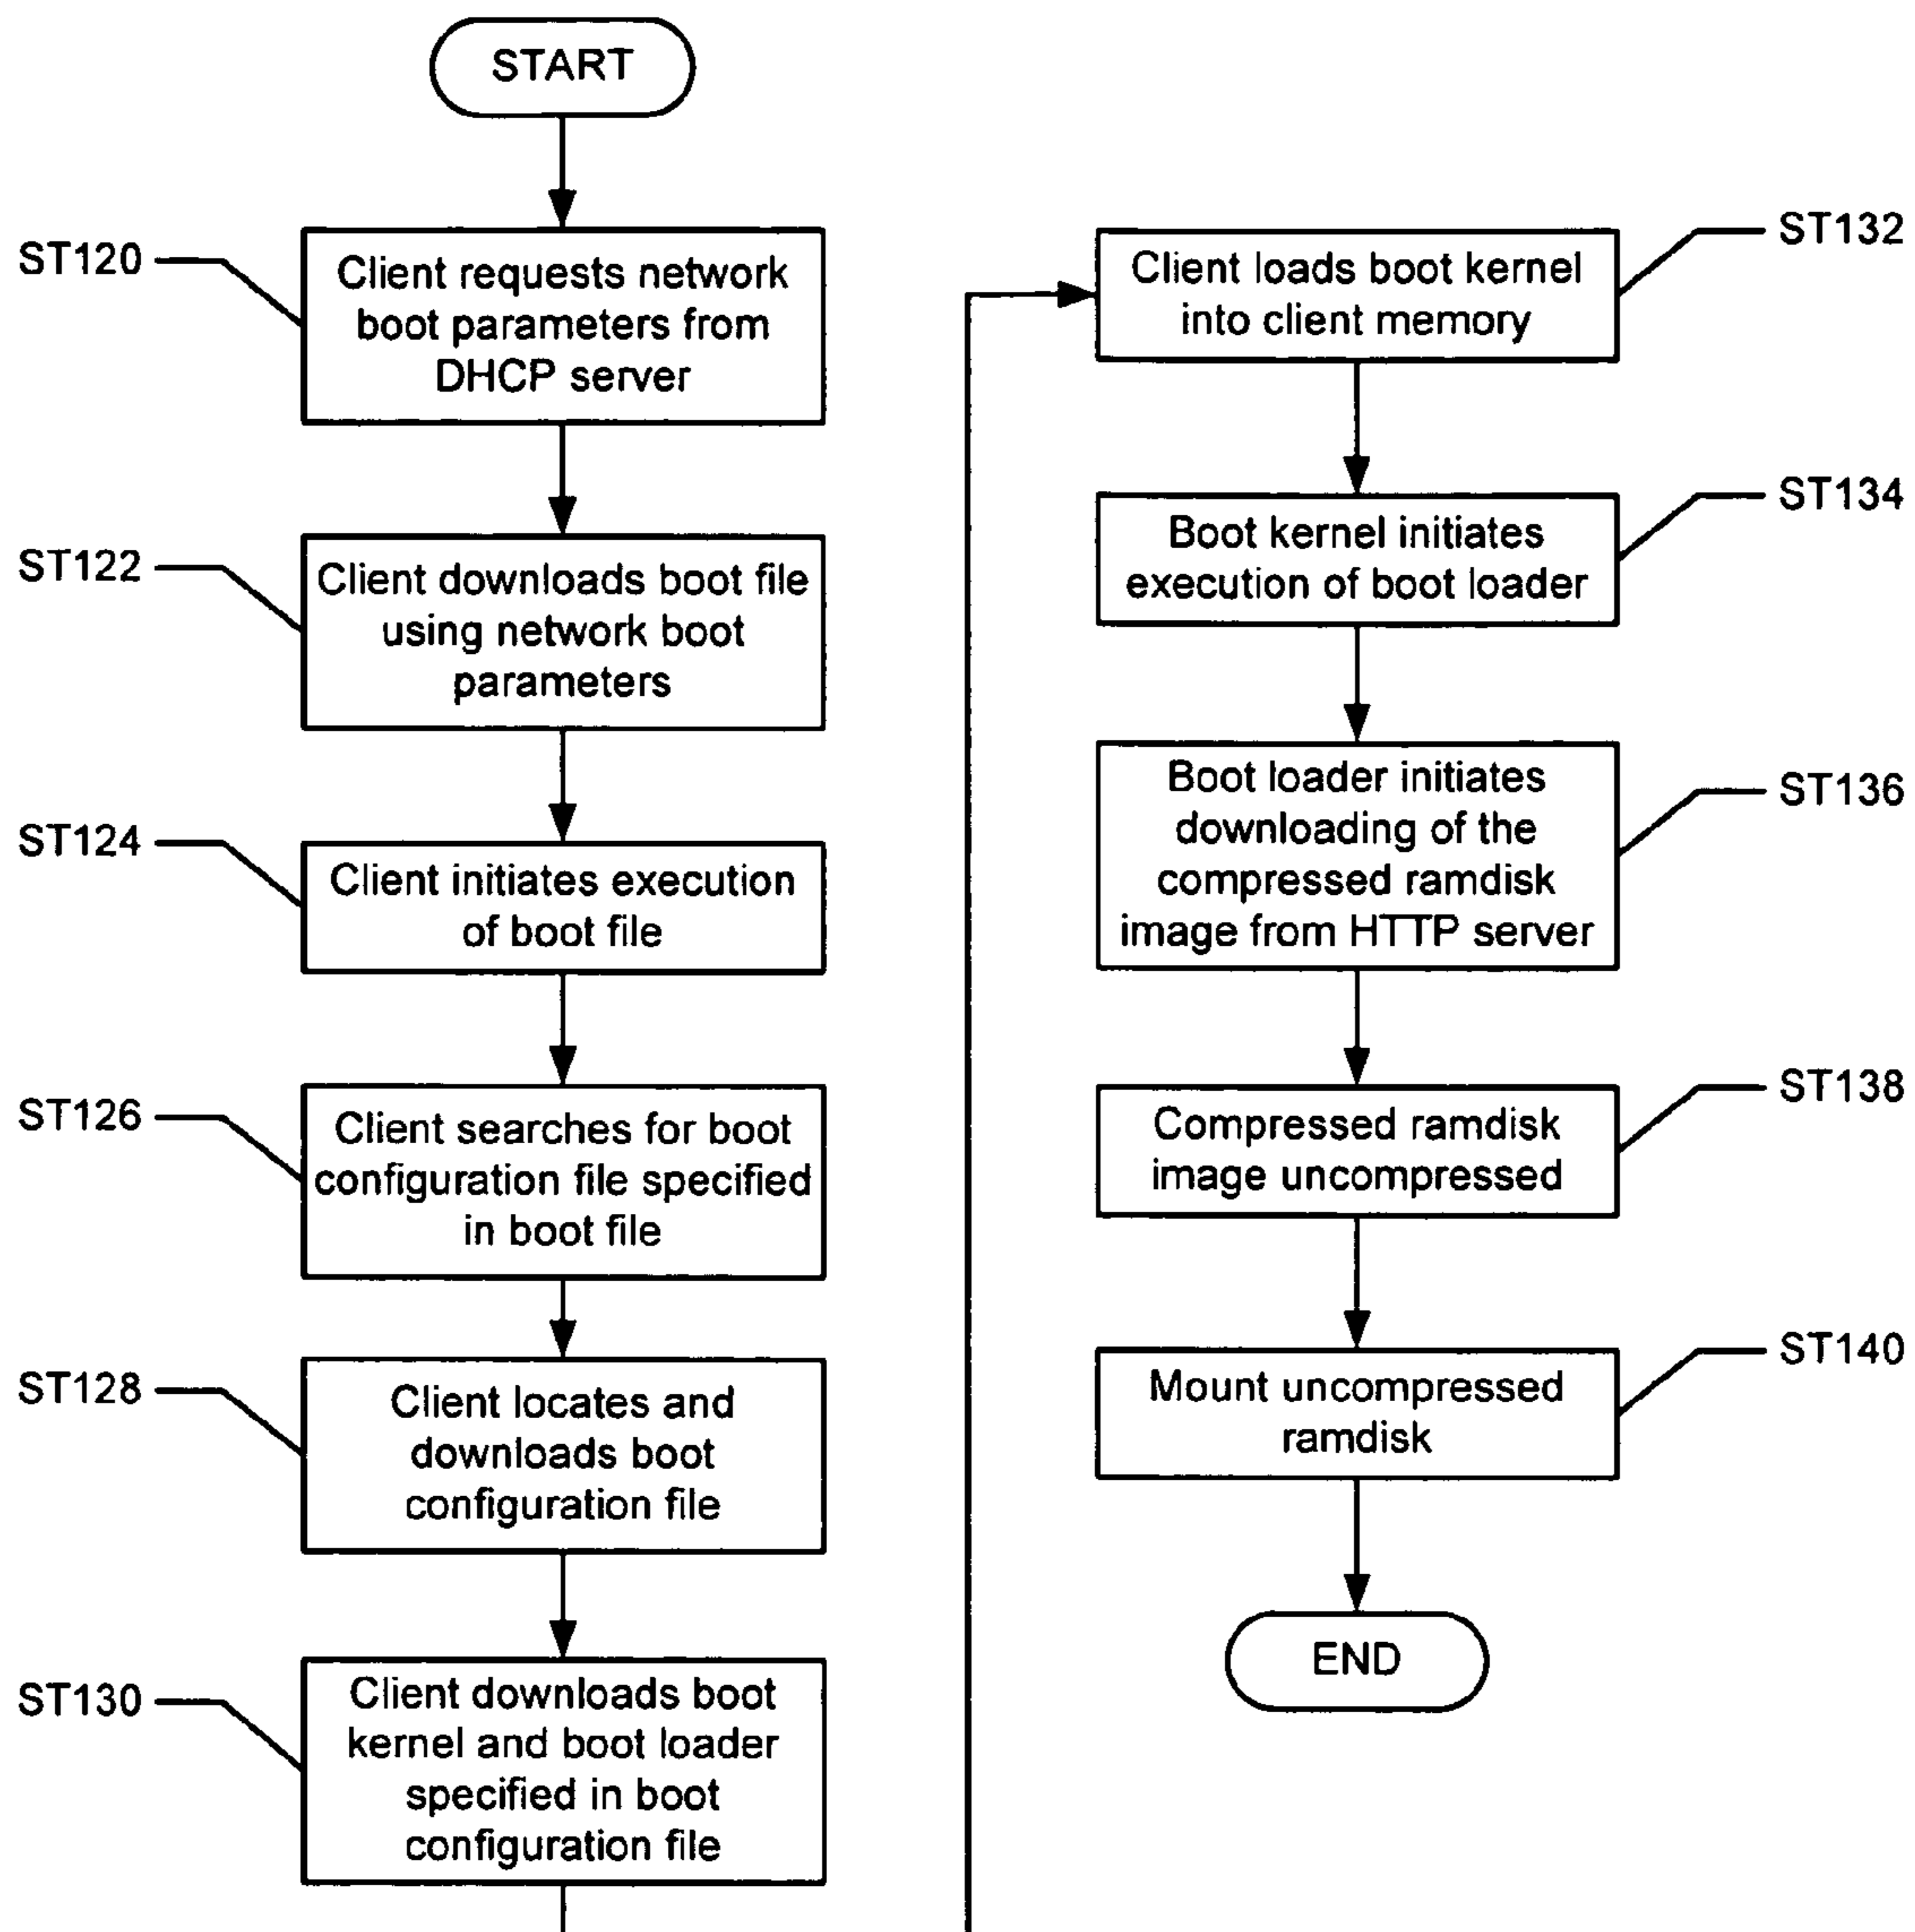 START
ST120
Client requests network
boot parameters from
DHCP server
ST122
Client downloads boot file
using network boot
parameters
ST124
Client initiates execution
of boot file
ST126
Client searches for boot
configuration file specified
in boot file
ST128
Client locates and
downloads boot
configuration file
ST130
Client downloads boot
kernel and boot loader
specified in boot
configuration file
ST132
Client loads boot kernel
into client memory
ST134
Boot kernel initiates
execution of boot loader
ST136
Boot loader initiates
downloading of the
compressed ramdisk
image from HTTP server
ST138
Compressed ramdisk
image uncompressed
ST140
Mount uncompressed
ramdisk
END